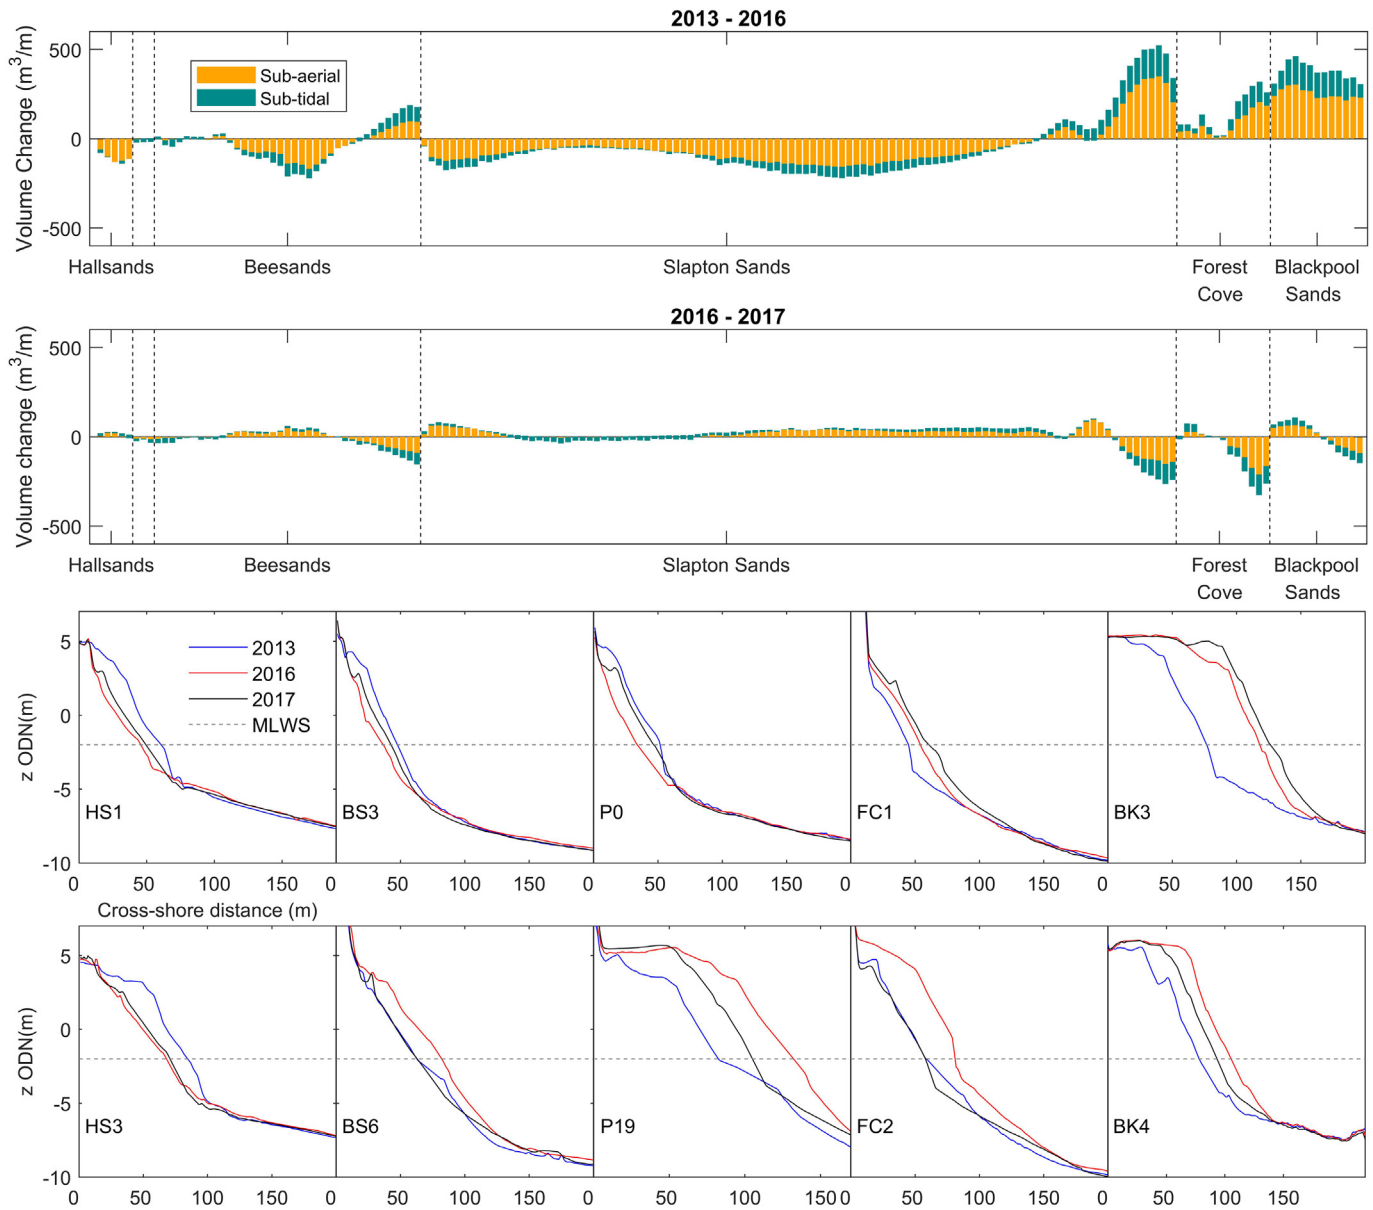 2013 - 2016
Volume Change (m³/m)
500
0
-500
Sub-aerial
Sub-tidal
Hallsands
Beesands
Slapton Sands
Forest
Cove
Blackpool
Sands
2016 - 2017
Volume change (m³/m)
500
0
-500
Hallsands
Beesands
Slapton Sands
Forest
Cove
Blackpool
Sands
z ODN(m)
5
0
-5
-10
2013
2016
2017
MLWS
HS1
BS3
P0
FC1
BK3
0 50 100 150 0 50 100 150 0 50 100 150 0 50 100 150 0 50 100 150
Cross-shore distance (m)
z ODN(m)
5
0
-5
-10
HS3
BS6
P19
FC2
BK4
0 50 100 150 0 50 100 150 0 50 100 150 0 50 100 150 0 50 100 150